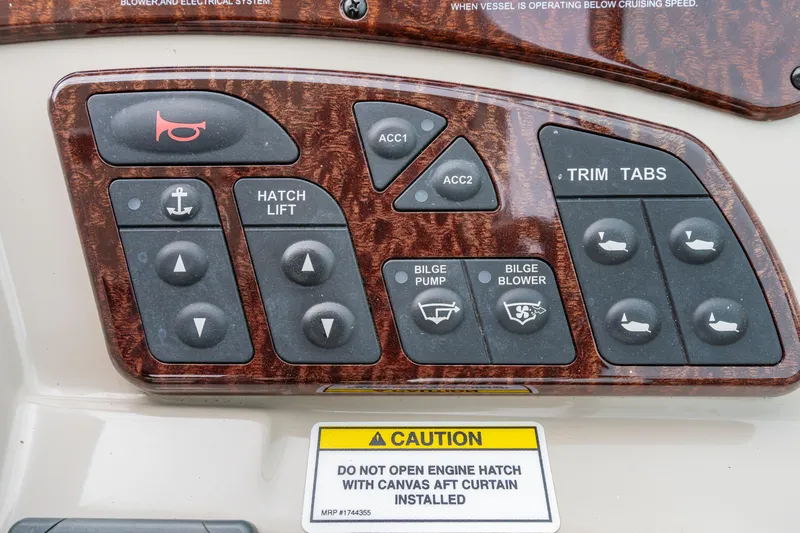 BLOWER, AND ELECTRICAL SYSTEM.
WHEN VESSEL IS OPERATING BELOW CRUISING SPEED.
ACC1
ACC2
TRIM TABS
HATCH
LIFT
BILGE
PUMP
BILGE
BLOWER
CAUTION
DO NOT OPEN ENGINE HATCH
WITH CANVAS AFT CURTAIN
INSTALLED
MRP #1744355